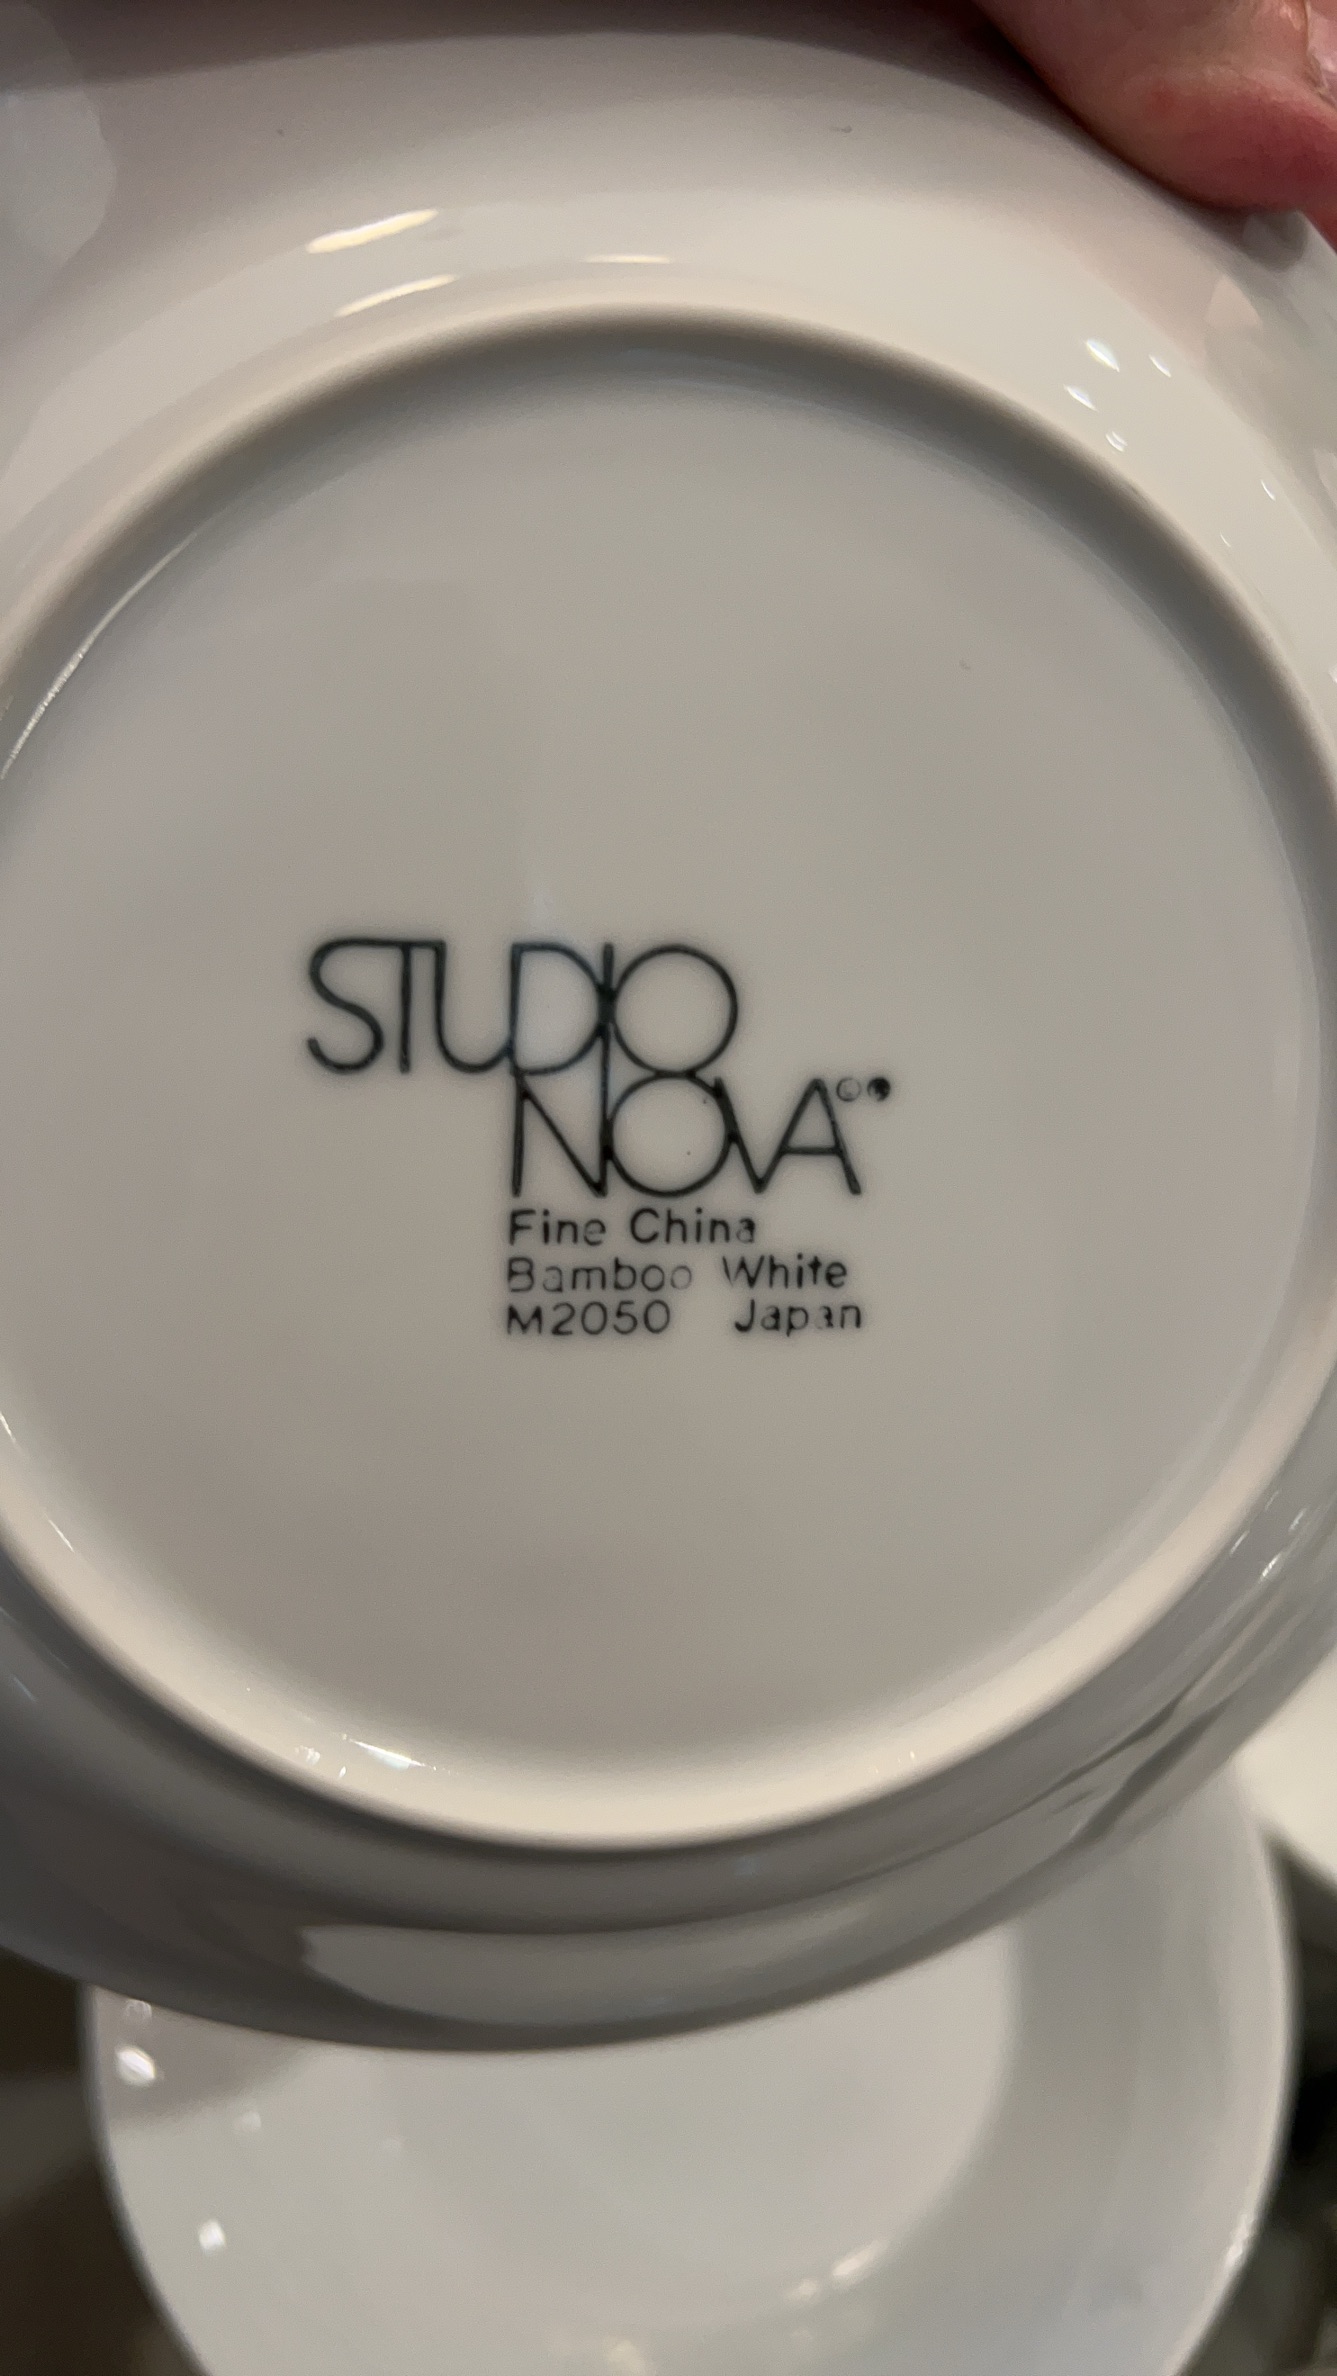 STUDIO
NOVA©
Fine China
Bamboo White
M2050 Japan